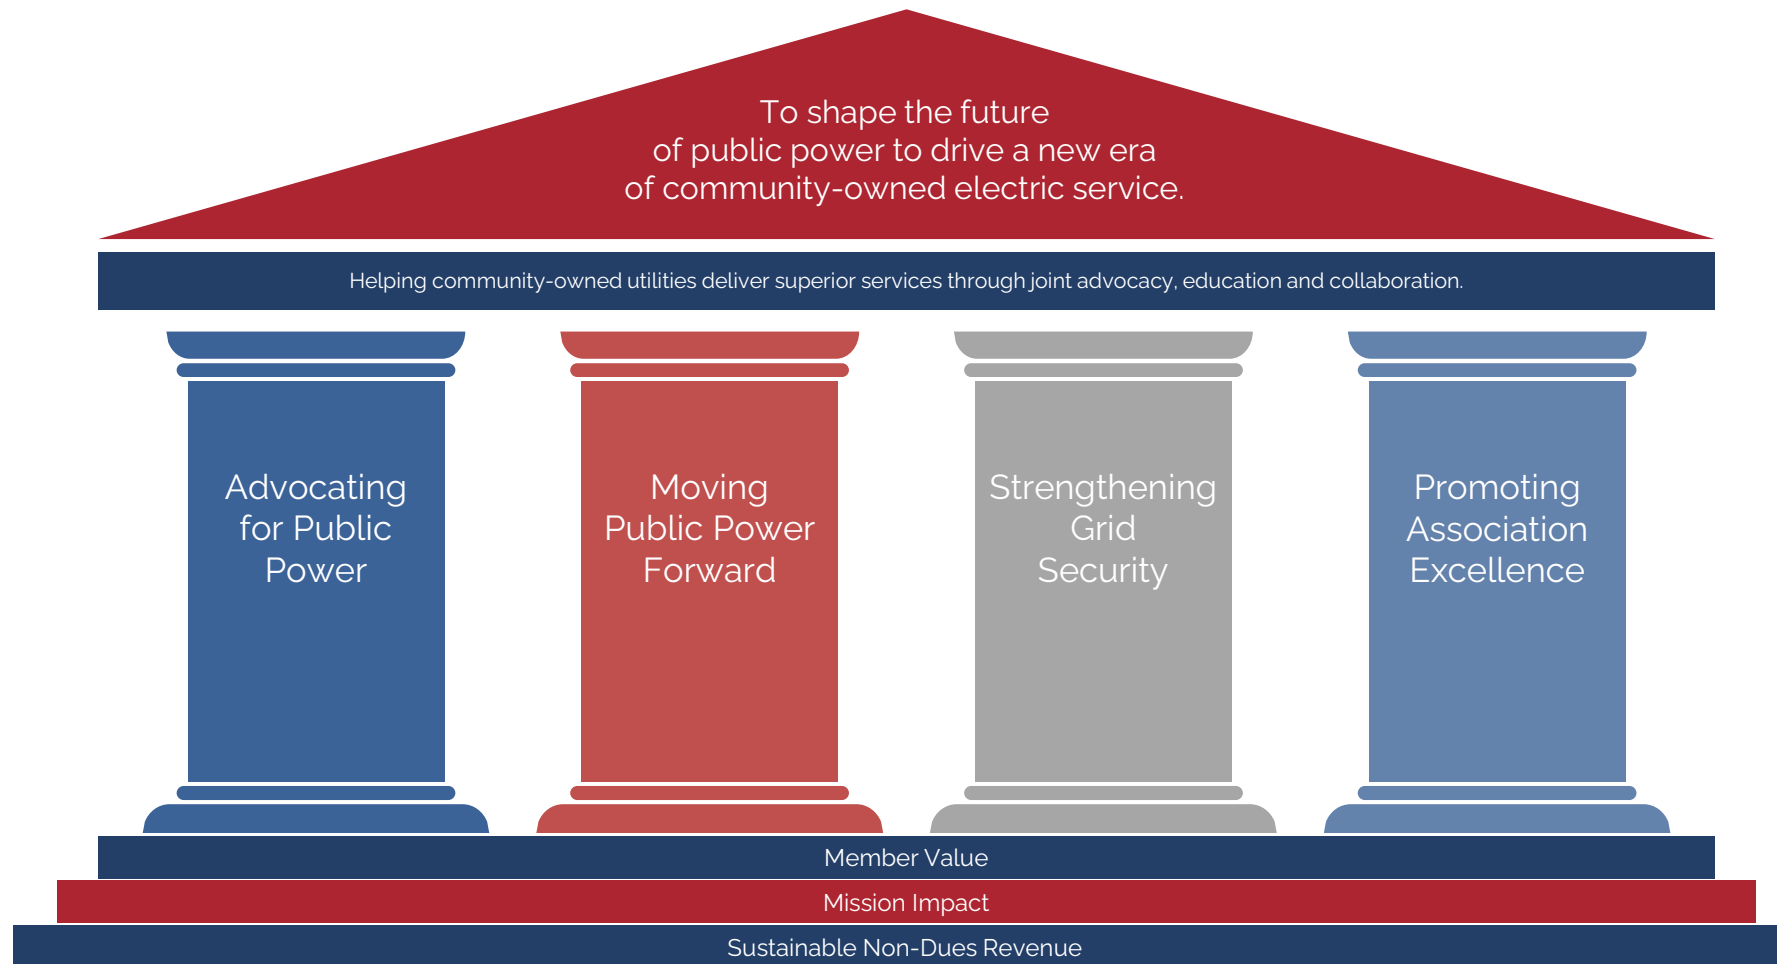 To shape the future
of public power to drive a new era
of community-owned electric service.
Helping community-owned utilities deliver superior services through joint advocacy, education and collaboration.
Advocating
for Public
Power
Moving
Public Power
Forward
Strengthening
Grid
Security
Promoting
Association
Excellence
Member Value
Mission Impact
Sustainable Non-Dues Revenue